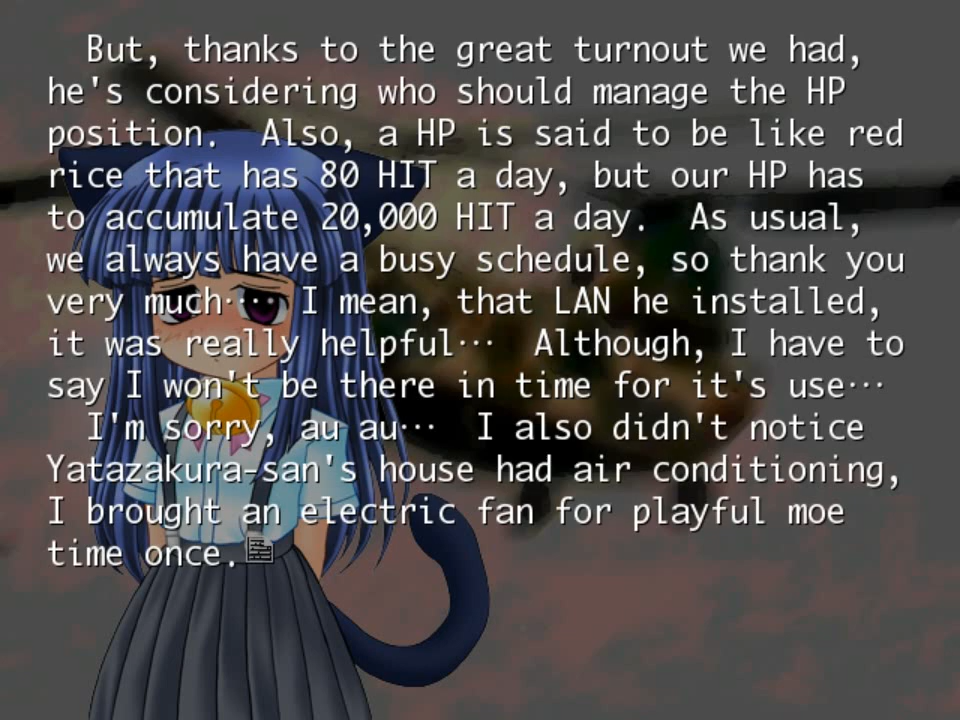 But, thanks to the great turnout we had,
he's considering who should manage the HP
position.  Also, a HP is said to be like red
rice that has 80 HIT a day, but our HP has
to accumulate 20,000 HIT a day.  As usual,
we always have a busy schedule, so thank you
very much…  I mean, that LAN he installed,
it was really helpful…  Although, I have to
say I won't be there in time for it's use…
I'm sorry, au au…  I also didn't notice
Yatazakura-san's house had air conditioning,
I brought an electric fan for playful moe
time once.